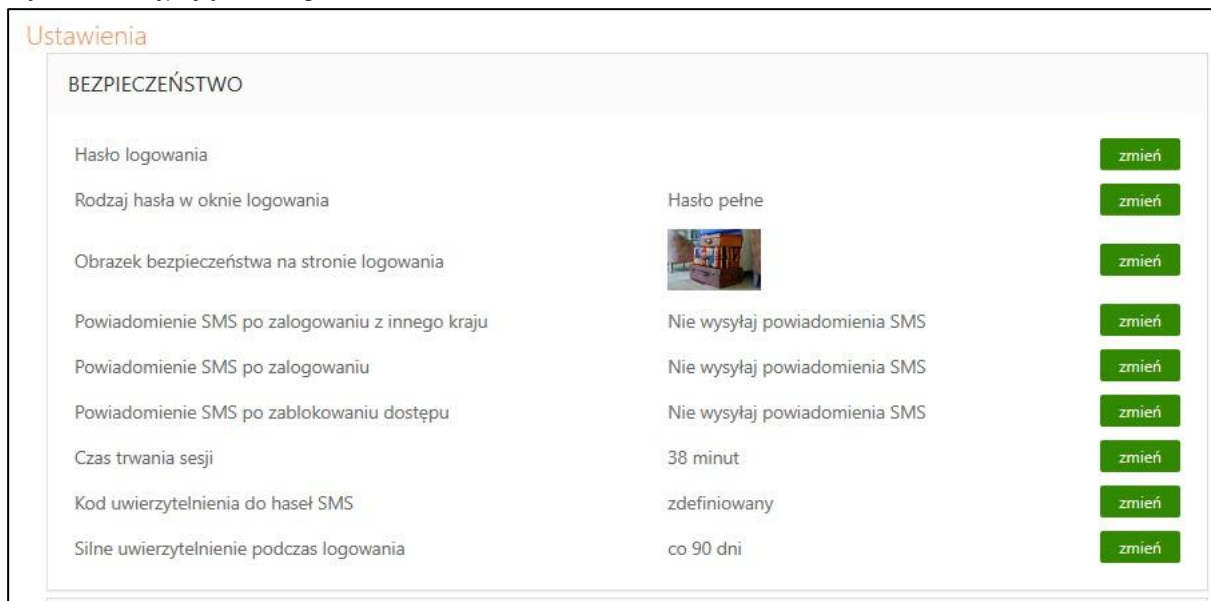 Ustawienia
BEZPIECZEŃSTWO
Hasło logowania zmień
Rodzaj hasła w oknie logowania Hasło pełne zmień
Obrazek bezpieczeństwa na stronie logowania zmień
Powiadomienie SMS po zalogowaniu z innego kraju Nie wysyłaj powiadomienia SMS zmień
Powiadomienie SMS po zalogowaniu Nie wysyłaj powiadomienia SMS zmień
Powiadomienie SMS po zablokowaniu dostępu Nie wysyłaj powiadomienia SMS zmień
Czas trwania sesji 38 minut zmień
Kod uwierzytelnienia do haseł SMS zdefiniowany zmień
Silne uwierzytelnienie podczas logowania co 90 dni zmień